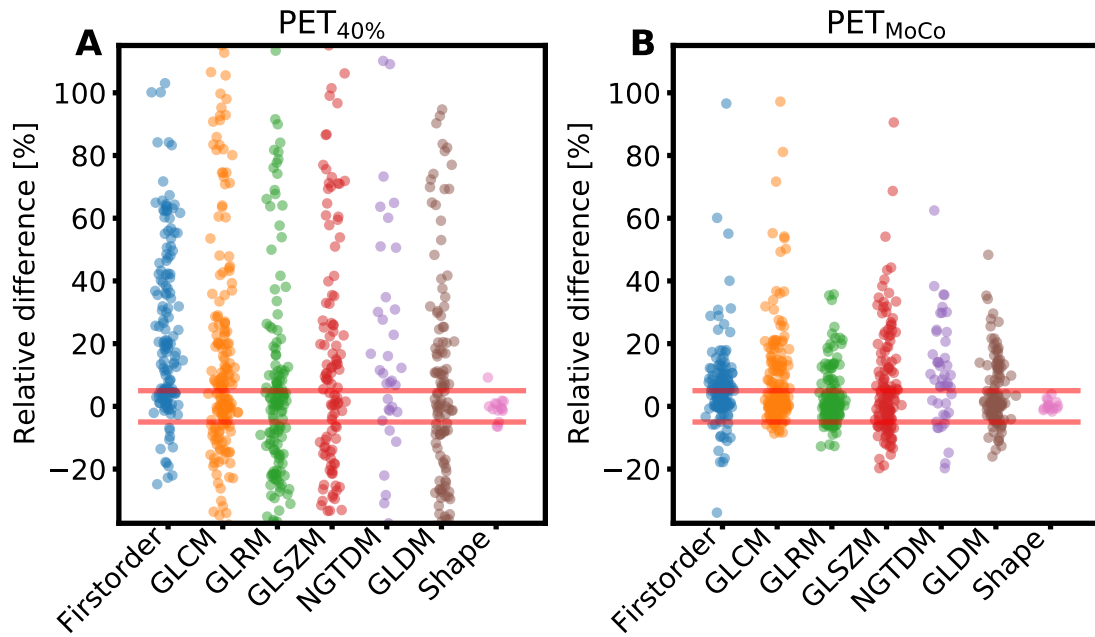 A PET40%
Relative difference [%]
100
80
60
40
20
0
−20
Firstorder
GLCM
GLRM
GLSZM
NGTDM
GLDM
Shape
B PETMoCo
Relative difference [%]
100
80
60
40
20
0
−20
Firstorder
GLCM
GLRM
GLSZM
NGTDM
GLDM
Shape